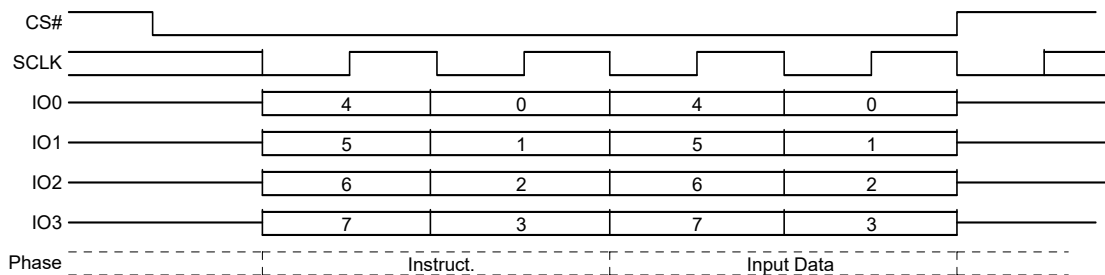 CS#
SCLK
IO0 4 0 4 0
IO1 5 1 5 1
IO2 6 2 6 2
IO3 7 3 7 3
Phase Instruct. Input Data